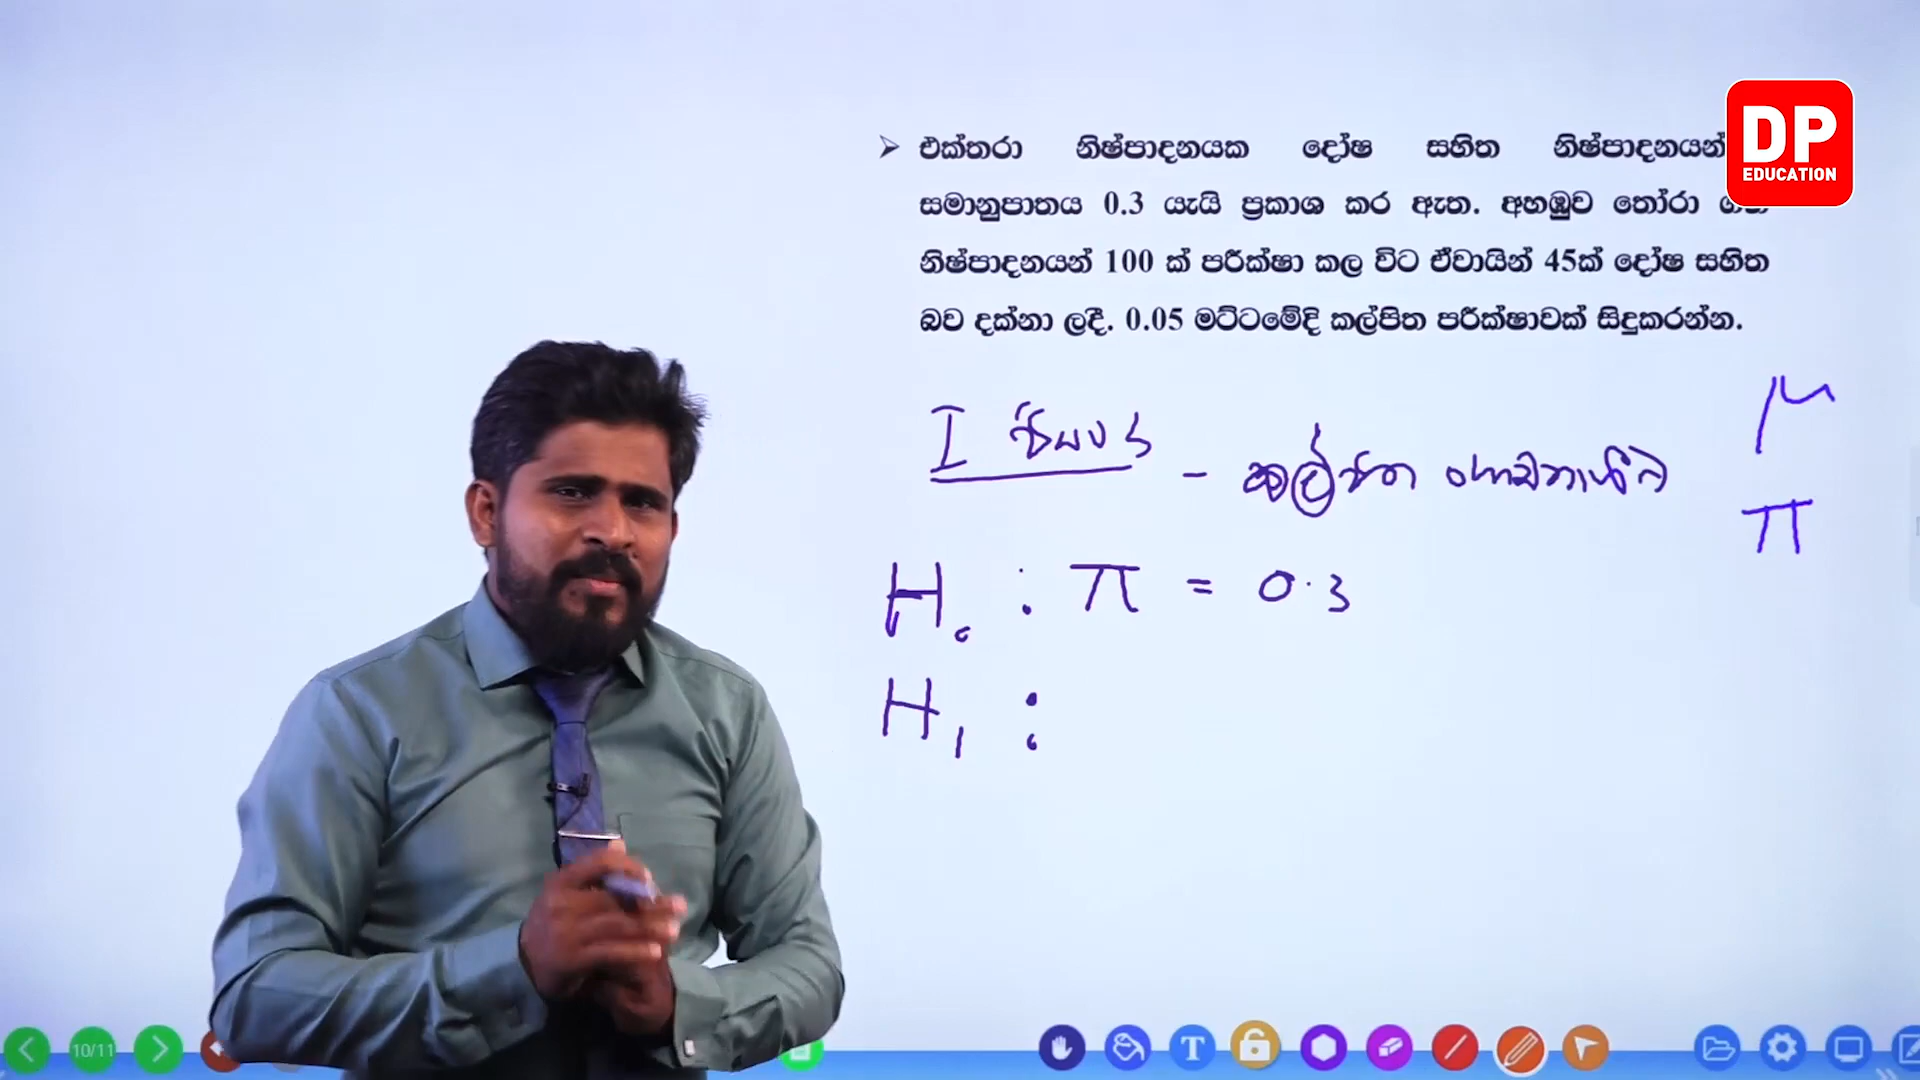 එක්තරා නිෂ්පාදනයක දෝෂ සහිත නිෂ්පාදනයන්
සමානුපාතය 0.3 යැයි ප්‍රකාශ කර ඇත. අහඹුව තෝරා
නිෂ්පාදනයන් 100 ක් පරීක්ෂා කල විට ඒවායින් 45ක් දෝෂ සහිත
බව දක්නා ලදී. 0.05 මට්ටමේදි කල්පිත පරීක්ෂාවක් සිදුකරන්න.
DP
EDUCATION
μ
I පියවර - කල්පිත ගොඩනැගීම
π
H₀ : π = 0.3
H₁ :
10/11
T